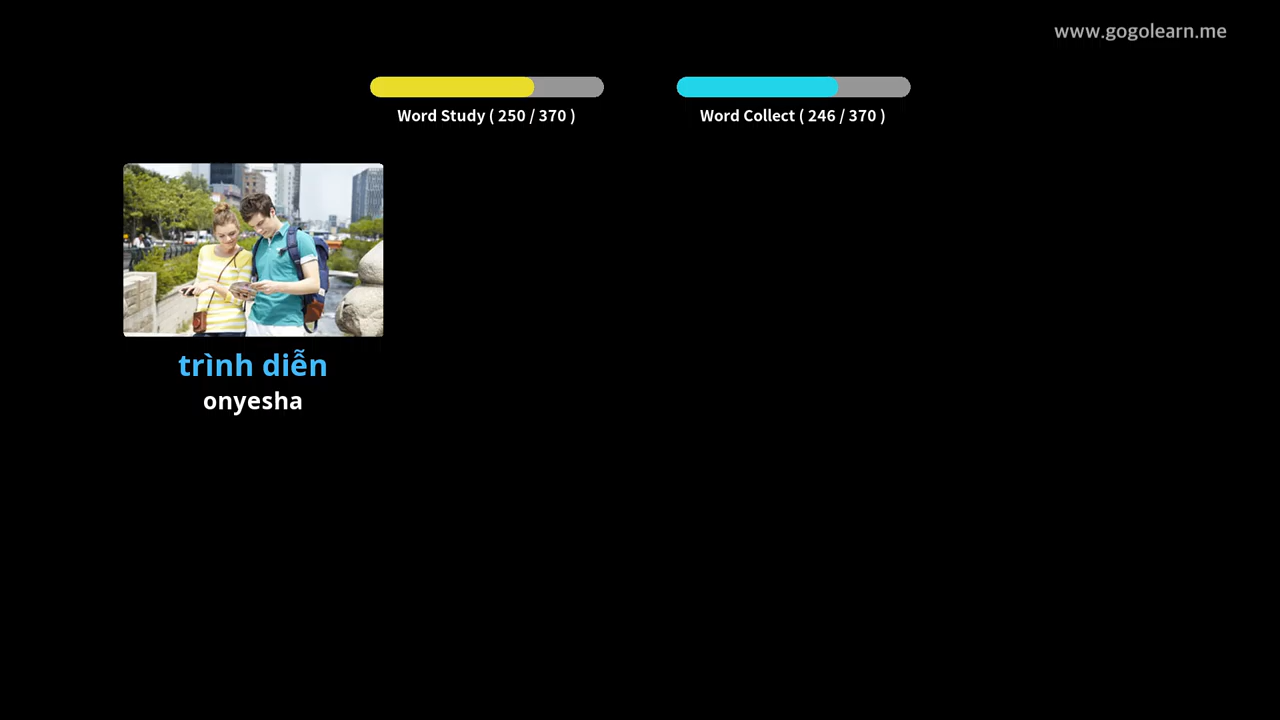 www.gogolearn.me
Word Study ( 250 / 370 )
Word Collect ( 246 / 370 )
trình diễn
onyesha